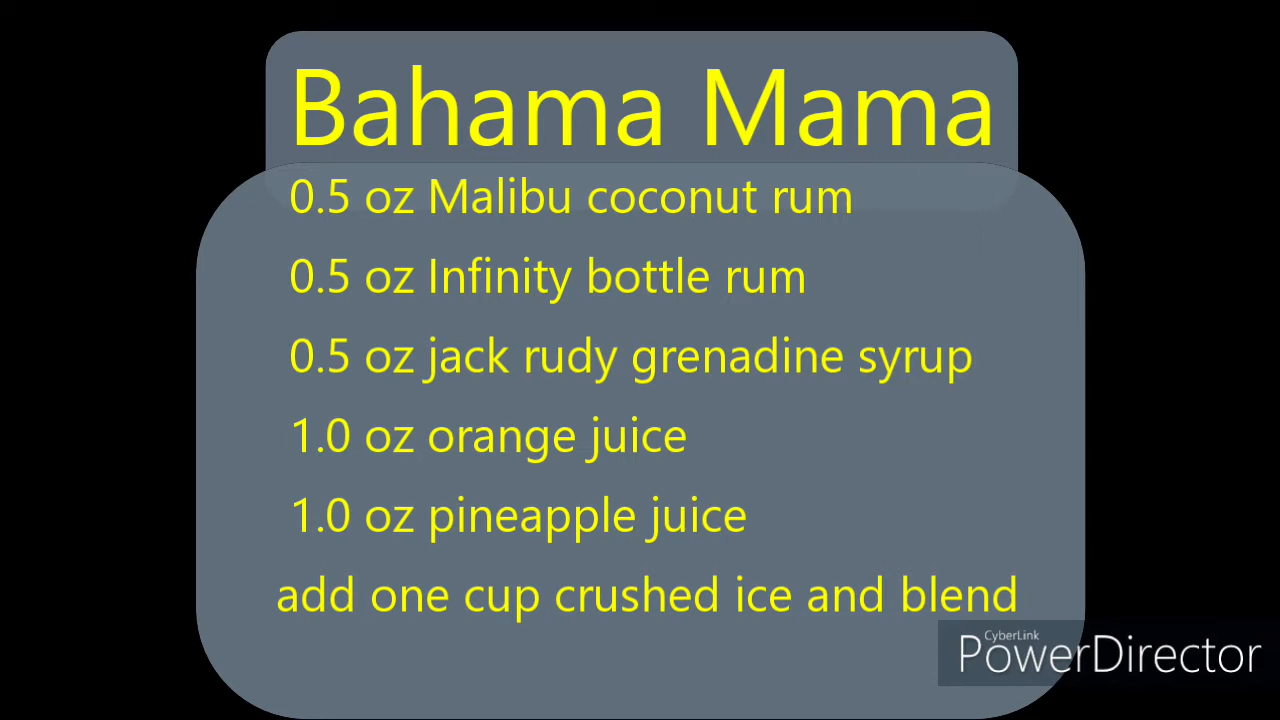 Bahama Mama
0.5 oz Malibu coconut rum
0.5 oz Infinity bottle rum
0.5 oz jack rudy grenadine syrup
1.0 oz orange juice
1.0 oz pineapple juice
add one cup crushed ice and blend
CyberLink
PowerDirector